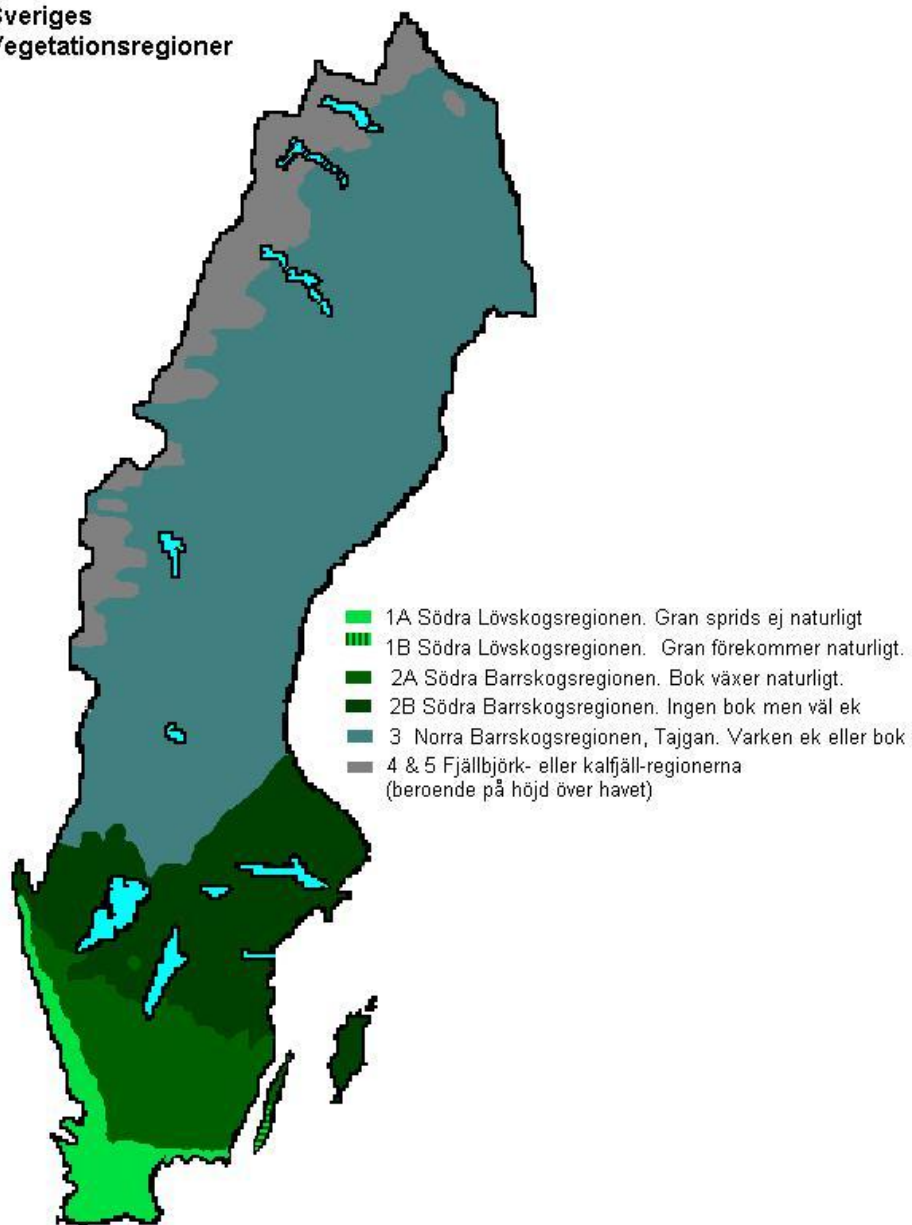 Sveriges
Vegetationsregioner
1A Södra Lövskogsregionen. Gran sprids ej naturligt
1B Södra Lövskogsregionen. Gran förekommer naturligt.
2A Södra Barrskogsregionen. Bok växer naturligt.
2B Södra Barrskogsregionen. Ingen bok men väl ek
3 Norra Barrskogsregionen, Tajgan. Varken ek eller bok
4 & 5 Fjällbjörk- eller kalfjäll-regionerna
(beroende på höjd över havet)